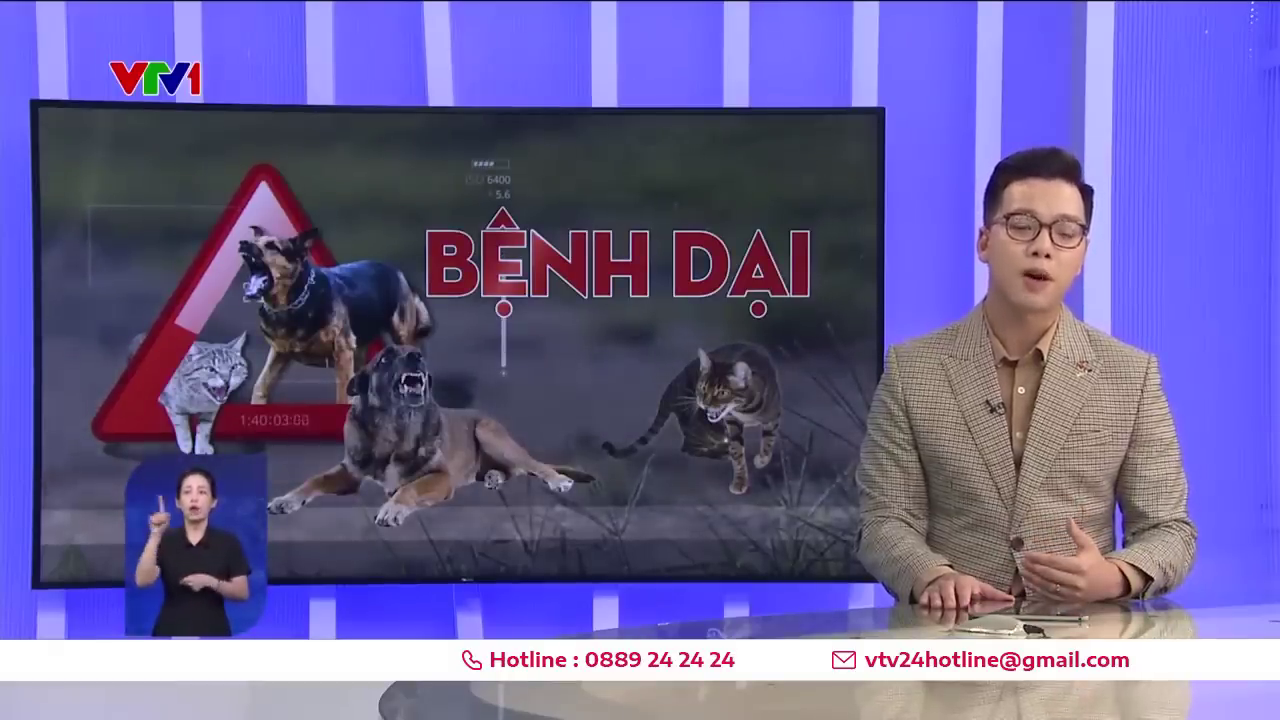 VTV1
6400
5.6
BỆNH DẠI
1:40:03:00
Hotline : 0889 24 24 24
vtv24hotline@gmail.com